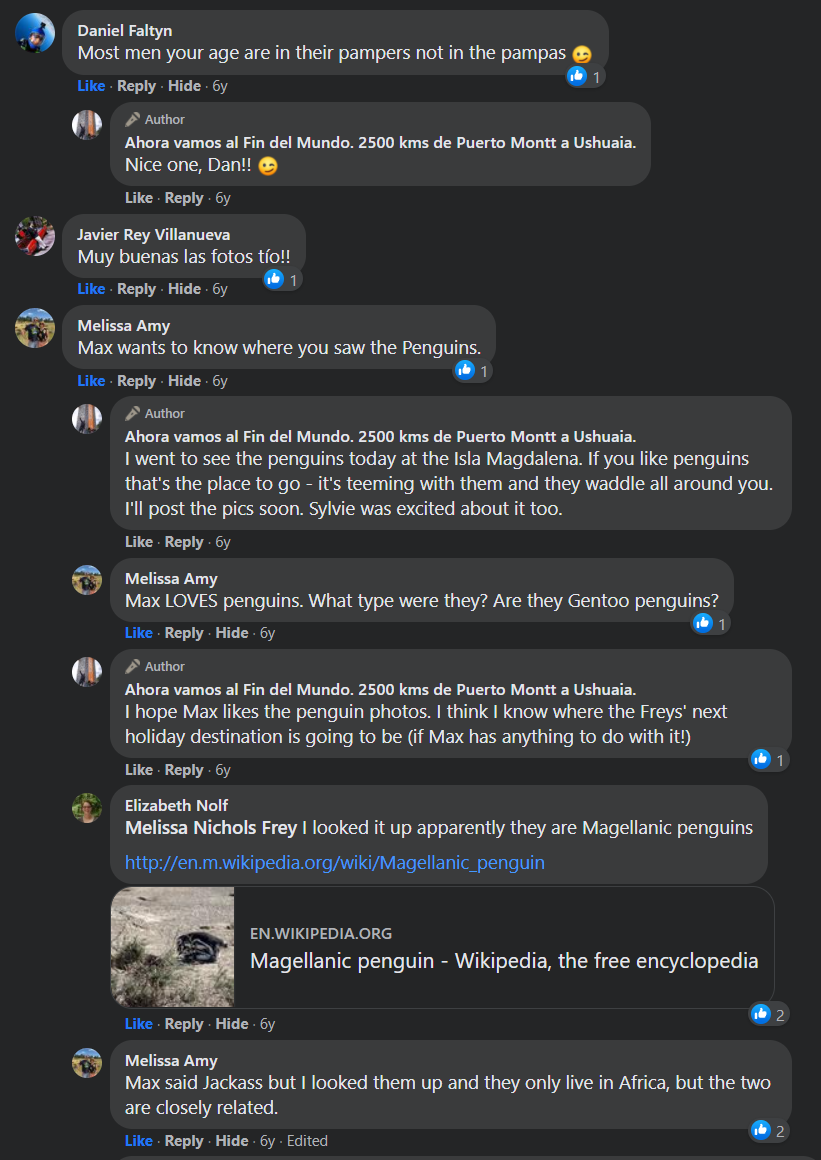 Daniel Faltyn
Most men your age are in their pampers not in the pampas 😉
1
Like · Reply · Hide · 6y
Author
Ahora vamos al Fin del Mundo. 2500 kms de Puerto Montt a Ushuaia.
Nice one, Dan!! 😉
Like · Reply · 6y
Javier Rey Villanueva
Muy buenas las fotos tío!!
1
Like · Reply · Hide · 6y
Melissa Amy
Max wants to know where you saw the Penguins.
1
Like · Reply · Hide · 6y
Author
Ahora vamos al Fin del Mundo. 2500 kms de Puerto Montt a Ushuaia.
I went to see the penguins today at the Isla Magdalena. If you like penguins
that's the place to go - it's teeming with them and they waddle all around you.
I'll post the pics soon. Sylvie was excited about it too.
Like · Reply · 6y
Melissa Amy
Max LOVES penguins. What type were they? Are they Gentoo penguins?
1
Like · Reply · Hide · 6y
Author
Ahora vamos al Fin del Mundo. 2500 kms de Puerto Montt a Ushuaia.
I hope Max likes the penguin photos. I think I know where the Freys' next
holiday destination is going to be (if Max has anything to do with it!)
1
Like · Reply · 6y
Elizabeth Nolf
Melissa Nichols Frey I looked it up apparently they are Magellanic penguins
http://en.m.wikipedia.org/wiki/Magellanic_penguin
EN.WIKIPEDIA.ORG
Magellanic penguin - Wikipedia, the free encyclopedia
2
Like · Reply · Hide · 6y
Melissa Amy
Max said Jackass but I looked them up and they only live in Africa, but the two
are closely related.
2
Like · Reply · Hide · 6y · Edited